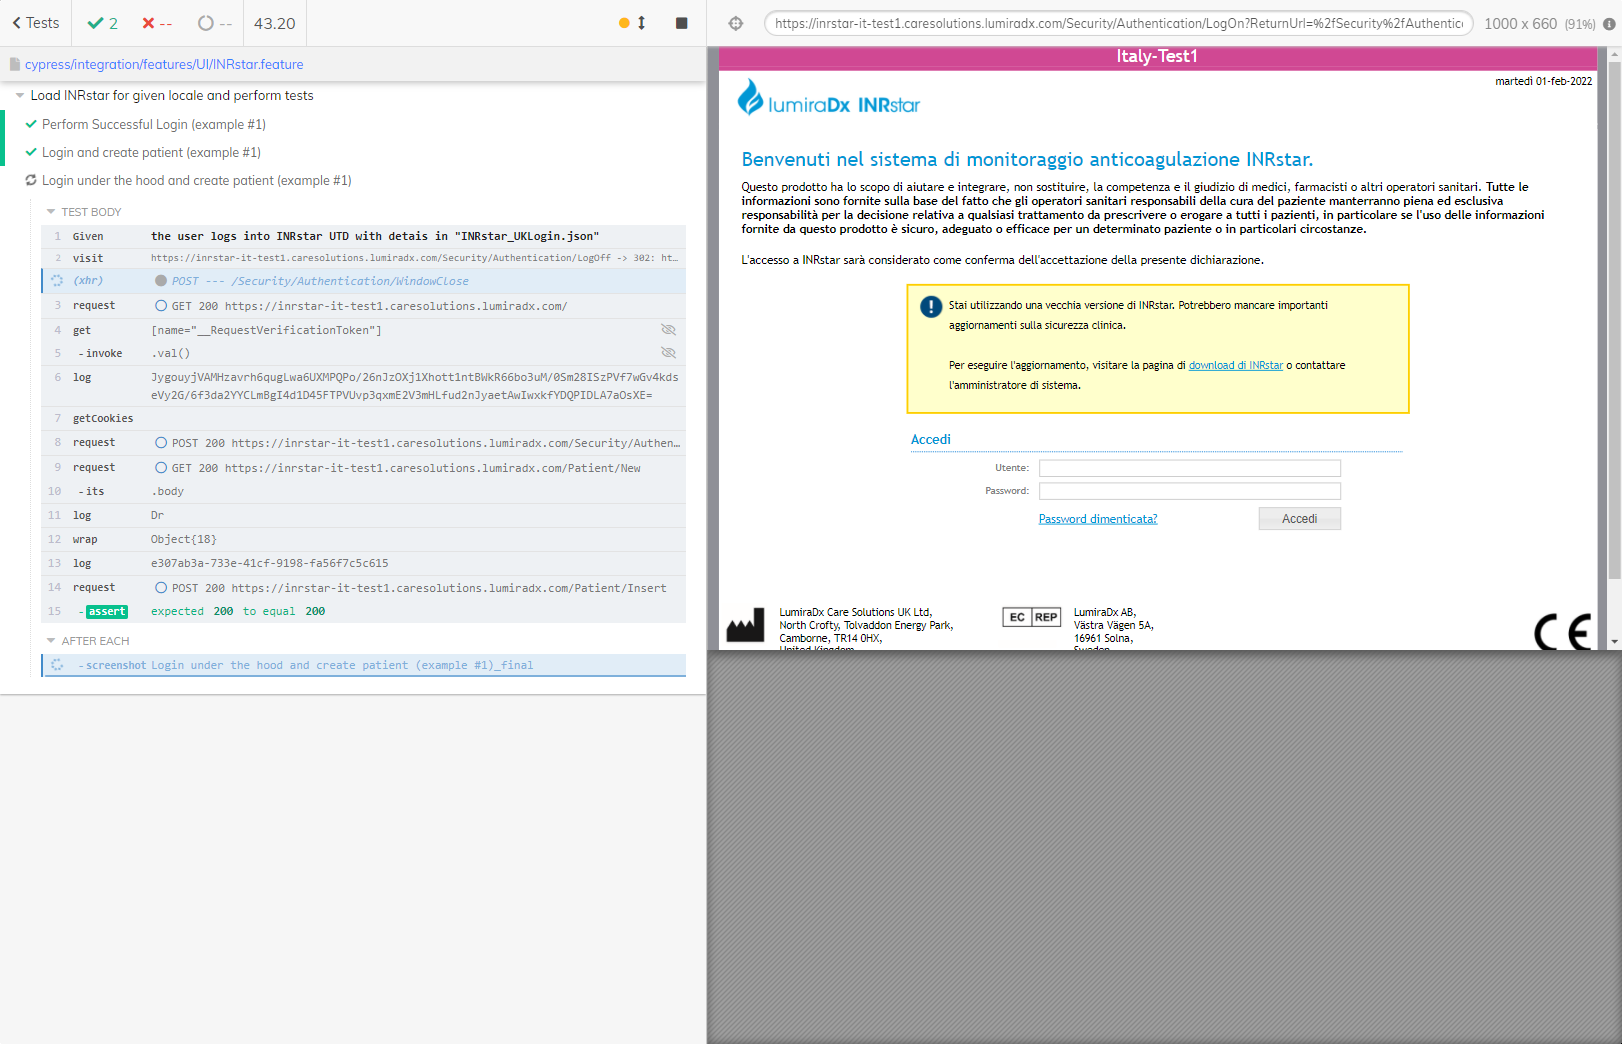 Tests
2
--
--
43.20
cypress/integration/features/UI/INRstar.feature
Load INRstar for given locale and perform tests
Perform Successful Login (example #1)
Login and create patient (example #1)
Login under the hood and create patient (example #1)
TEST BODY
1 Given the user logs into INRstar UTD with detais in "INRstar_UKLogin.json"
2 visit https://inrstar-it-test1.caresolutions.lumiradx.com/Security/Authentication/LogOff -> 302: ht…
(xhr) POST --- /Security/Authentication/WindowClose
3 request GET 200 https://inrstar-it-test1.caresolutions.lumiradx.com/
4 get [name="__RequestVerificationToken"]
5 -invoke .val()
6 log JygouyjVAMHzavrh6qugLwa6UXMPQPo/26nJzOXj1Xhott1ntBWkR66bo3uM/0Sm28ISzPVf7wGv4kds
eVy2G/6f3da2YYCLmBgI4d1D45FTPVUvp3qxmE2V3mHLfud2nJyaetAwIwxkfYDQPIDLA7aOsXE=
7 getCookies
8 request POST 200 https://inrstar-it-test1.caresolutions.lumiradx.com/Security/Authen…
9 request GET 200 https://inrstar-it-test1.caresolutions.lumiradx.com/Patient/New
10 -its .body
11 log Dr
12 wrap Object{18}
13 log e307ab3a-733e-41cf-9198-fa56f7c5c615
14 request POST 200 https://inrstar-it-test1.caresolutions.lumiradx.com/Patient/Insert
15 -assert expected 200 to equal 200
AFTER EACH
-screenshot Login under the hood and create patient (example #1)_final
https://inrstar-it-test1.caresolutions.lumiradx.com/Security/Authentication/LogOn?ReturnUrl=%2fSecurity%2fAuthentic
1000 x 660 (91%)
Italy-Test1
martedì 01-feb-2022
lumiraDx INRstar
Benvenuti nel sistema di monitoraggio anticoagulazione INRstar.
Questo prodotto ha lo scopo di aiutare e integrare, non sostituire, la competenza e il giudizio di medici, farmacisti o altri operatori sanitari. Tutte le
informazioni sono fornite sulla base del fatto che gli operatori sanitari responsabili della cura del paziente manterranno piena ed esclusiva
responsabilità per la decisione relativa a qualsiasi trattamento da prescrivere o erogare a tutti i pazienti, in particolare se l'uso delle informazioni
fornite da questo prodotto è sicuro, adeguato o efficace per un determinato paziente o in particolari circostanze.
L'accesso a INRstar sarà considerato come conferma dell'accettazione della presente dichiarazione.
Stai utilizzando una vecchia versione di INRstar. Potrebbero mancare importanti
aggiornamenti sulla sicurezza clinica.
Per eseguire l'aggiornamento, visitare la pagina di download di INRstar o contattare
l'amministratore di sistema.
Accedi
Utente:
Password:
Password dimenticata?
Accedi
LumiraDx Care Solutions UK Ltd,
North Crofty, Tolvaddon Energy Park,
Camborne, TR14 0HX,
United Kingdom
EC REP
LumiraDx AB,
Västra Vägen 5A,
16961 Solna,
Sweden
CE